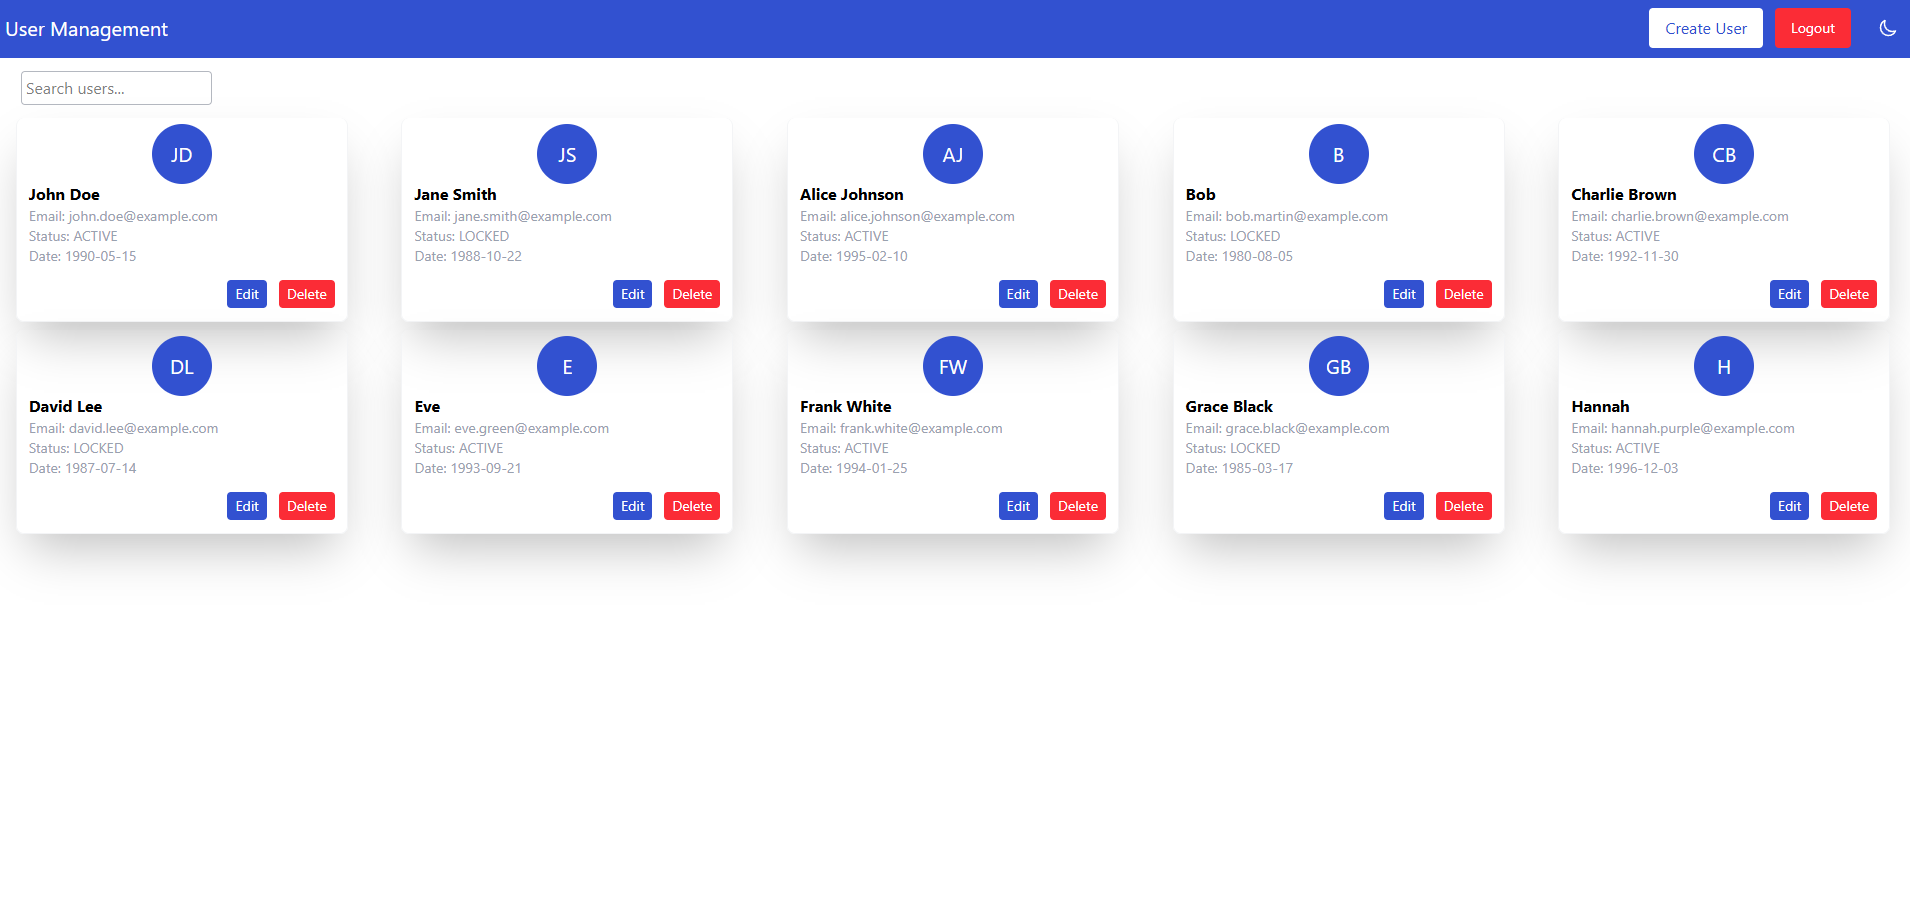 User Management
Create User
Logout
Search users...
JD
John Doe
Email: john.doe@example.com
Status: ACTIVE
Date: 1990-05-15
Edit
Delete
JS
Jane Smith
Email: jane.smith@example.com
Status: LOCKED
Date: 1988-10-22
Edit
Delete
AJ
Alice Johnson
Email: alice.johnson@example.com
Status: ACTIVE
Date: 1995-02-10
Edit
Delete
B
Bob
Email: bob.martin@example.com
Status: LOCKED
Date: 1980-08-05
Edit
Delete
CB
Charlie Brown
Email: charlie.brown@example.com
Status: ACTIVE
Date: 1992-11-30
Edit
Delete
DL
David Lee
Email: david.lee@example.com
Status: LOCKED
Date: 1987-07-14
Edit
Delete
E
Eve
Email: eve.green@example.com
Status: ACTIVE
Date: 1993-09-21
Edit
Delete
FW
Frank White
Email: frank.white@example.com
Status: ACTIVE
Date: 1994-01-25
Edit
Delete
GB
Grace Black
Email: grace.black@example.com
Status: LOCKED
Date: 1985-03-17
Edit
Delete
H
Hannah
Email: hannah.purple@example.com
Status: ACTIVE
Date: 1996-12-03
Edit
Delete